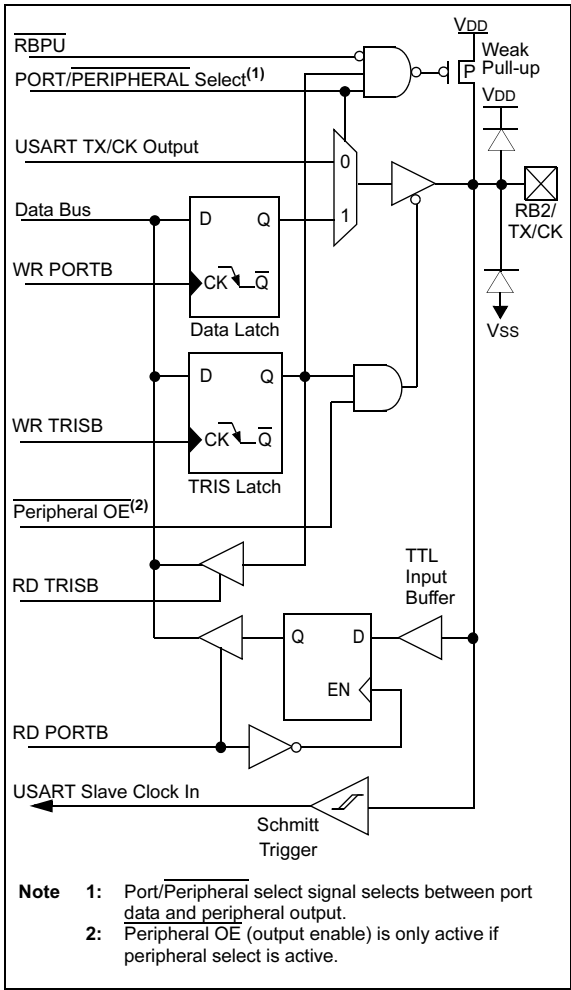 VDD
RBPU
Weak
Pull-up
P
PORT/PERIPHERAL Select(1)
VDD
USART TX/CK Output
0
Data Bus
D Q
1
RB2/
TX/CK
WR PORTB
CK Q
Data Latch
VSS
D Q
WR TRISB
CK Q
TRIS Latch
Peripheral OE(2)
TTL
Input
Buffer
RD TRISB
Q D
EN
RD PORTB
USART Slave Clock In
Schmitt
Trigger
Note 1: Port/Peripheral select signal selects between port
data and peripheral output.
2: Peripheral OE (output enable) is only active if
peripheral select is active.